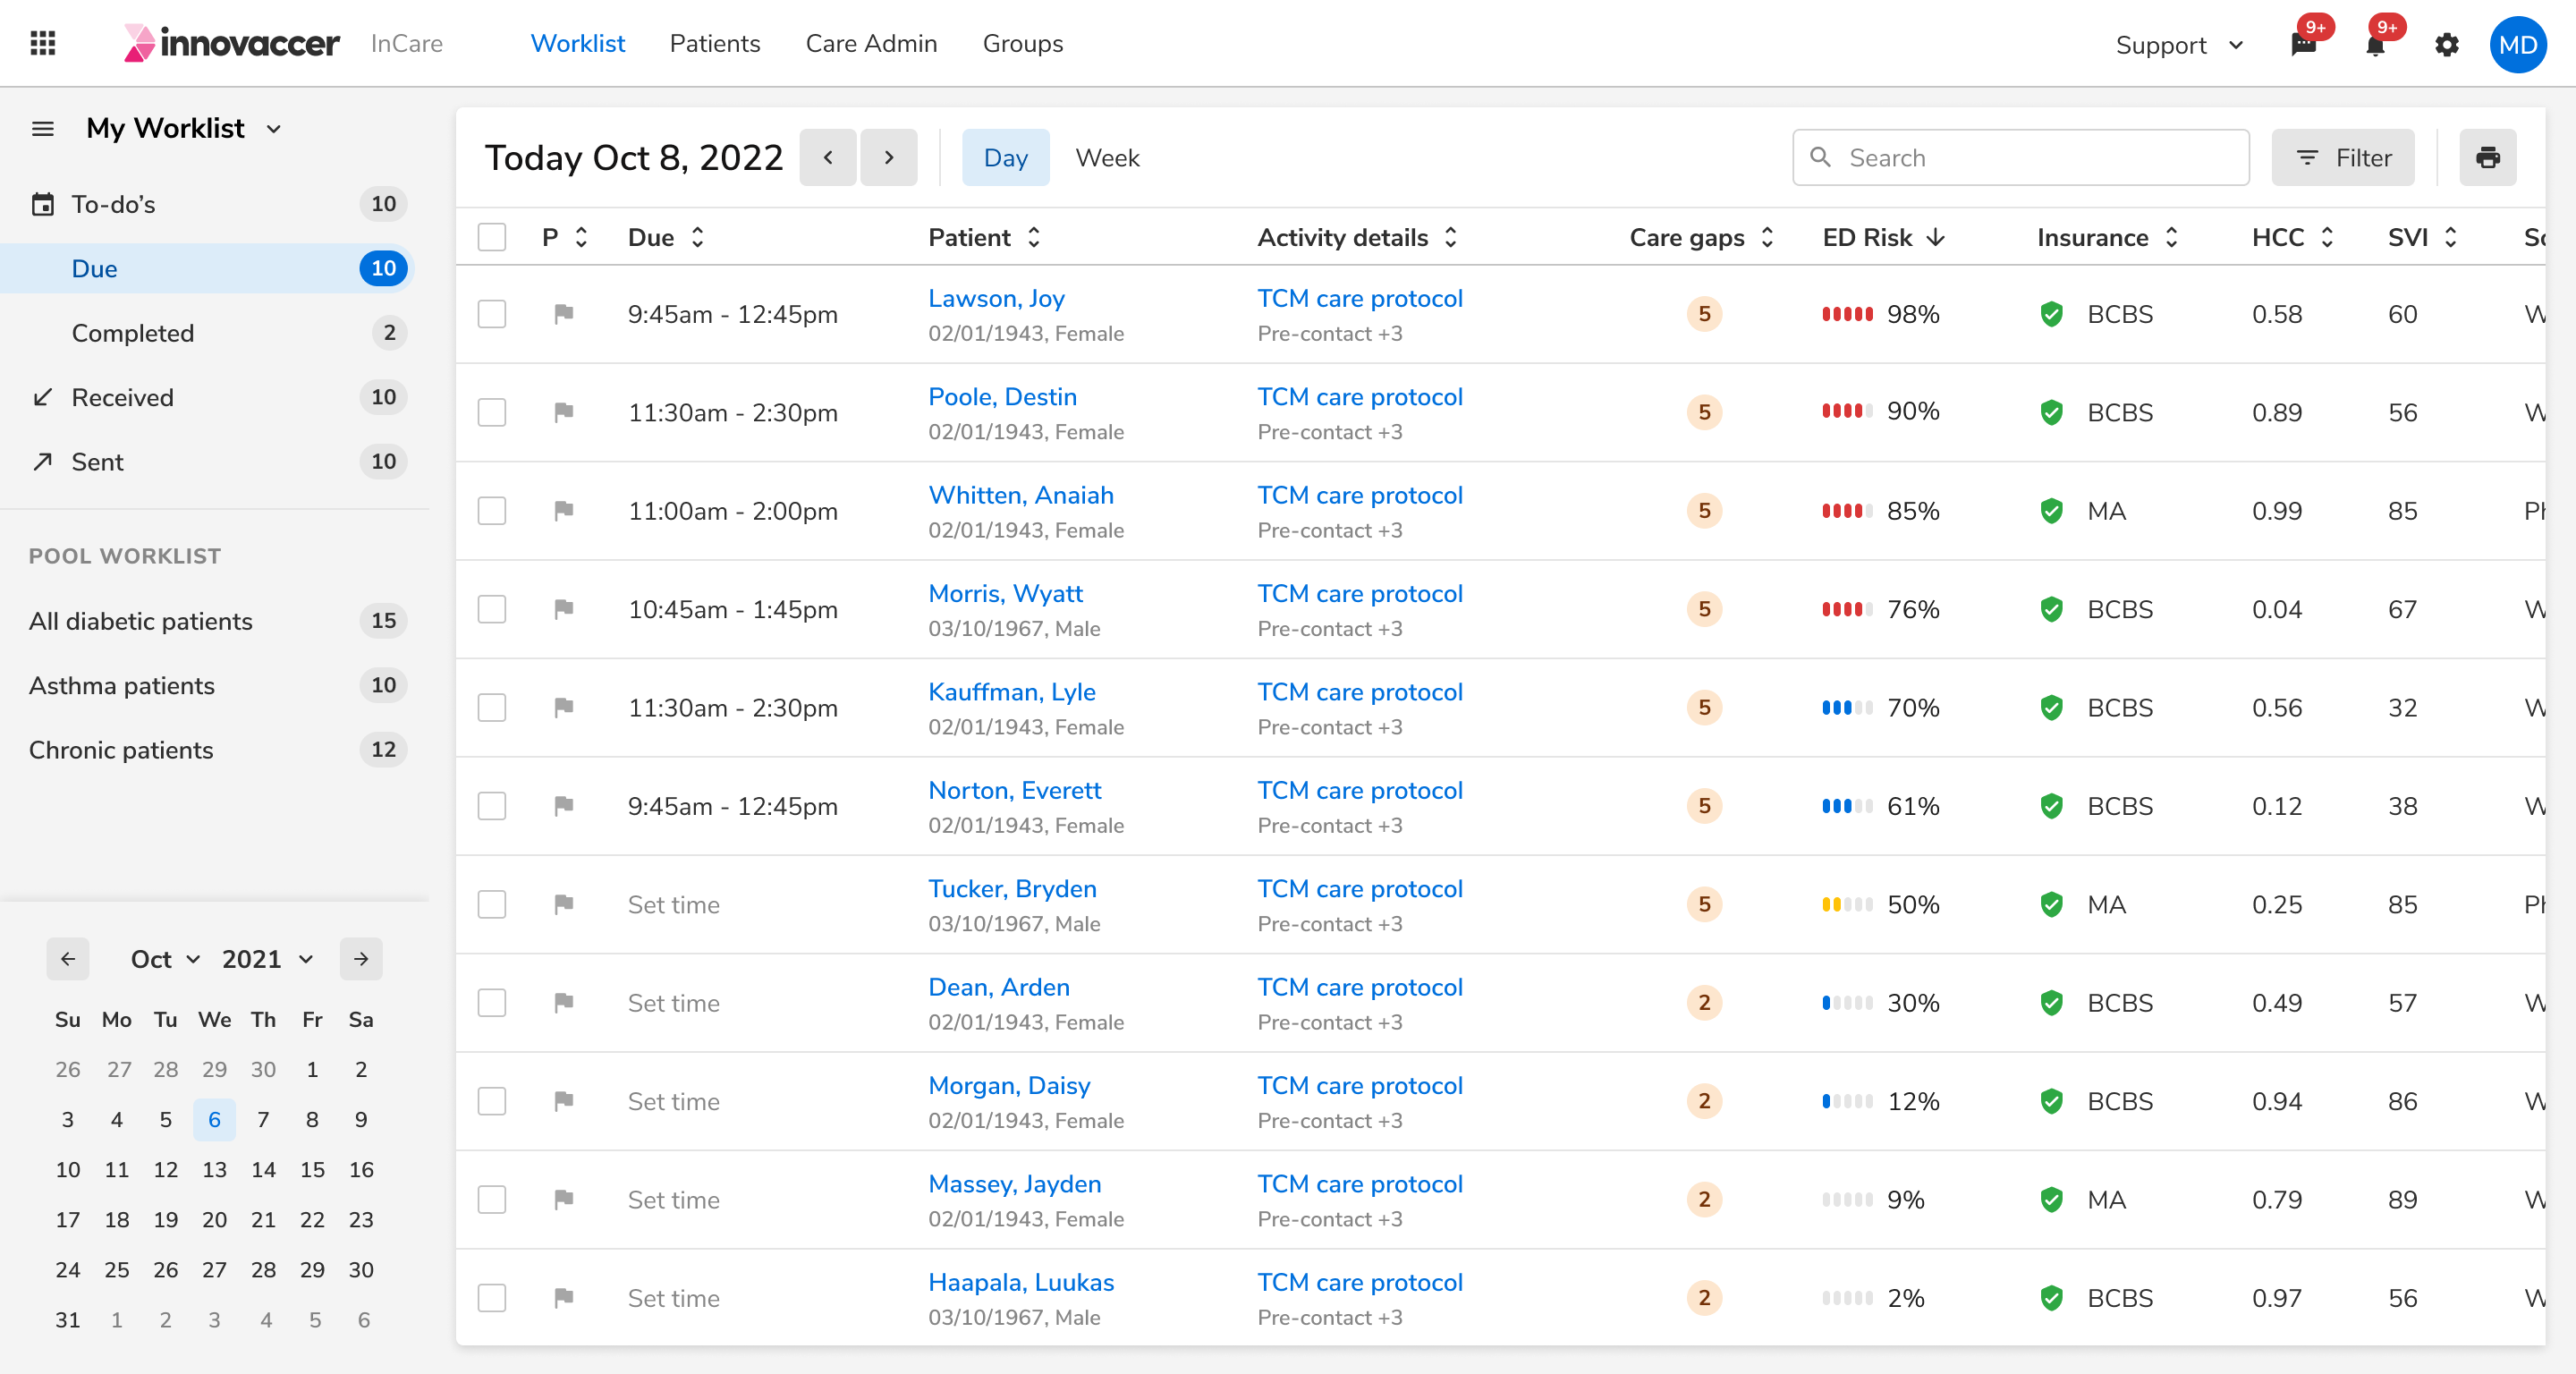 innovaccer InCare Worklist Patients Care Admin Groups Support 9+ 9+ MD
My Worklist
To-do’s 10
Due 10
Completed 2
Received 10
Sent 10
POOL WORKLIST
All diabetic patients 15
Asthma patients 10
Chronic patients 12
Oct 2021
Su Mo Tu We Th Fr Sa
26 27 28 29 30 1 2
3 4 5 6 7 8 9
10 11 12 13 14 15 16
17 18 19 20 21 22 23
24 25 26 27 28 29 30
31 1 2 3 4 5 6
Today Oct 8, 2022 Day Week Search Filter
P Due Patient Activity details Care gaps ED Risk Insurance HCC SVI
9:45am - 12:45pm Lawson, Joy TCM care protocol 5 98% BCBS 0.58 60
02/01/1943, Female Pre-contact +3
11:30am - 2:30pm Poole, Destin TCM care protocol 5 90% BCBS 0.89 56
02/01/1943, Female Pre-contact +3
11:00am - 2:00pm Whitten, Anaiah TCM care protocol 5 85% MA 0.99 85
02/01/1943, Female Pre-contact +3
10:45am - 1:45pm Morris, Wyatt TCM care protocol 5 76% BCBS 0.04 67
03/10/1967, Male Pre-contact +3
11:30am - 2:30pm Kauffman, Lyle TCM care protocol 5 70% BCBS 0.56 32
02/01/1943, Female Pre-contact +3
9:45am - 12:45pm Norton, Everett TCM care protocol 5 61% BCBS 0.12 38
02/01/1943, Female Pre-contact +3
Set time Tucker, Bryden TCM care protocol 5 50% MA 0.25 85
03/10/1967, Male Pre-contact +3
Set time Dean, Arden TCM care protocol 2 30% BCBS 0.49 57
02/01/1943, Female Pre-contact +3
Set time Morgan, Daisy TCM care protocol 2 12% BCBS 0.94 86
02/01/1943, Female Pre-contact +3
Set time Massey, Jayden TCM care protocol 2 9% MA 0.79 89
02/01/1943, Female Pre-contact +3
Set time Haapala, Luukas TCM care protocol 2 2% BCBS 0.97 56
03/10/1967, Male Pre-contact +3